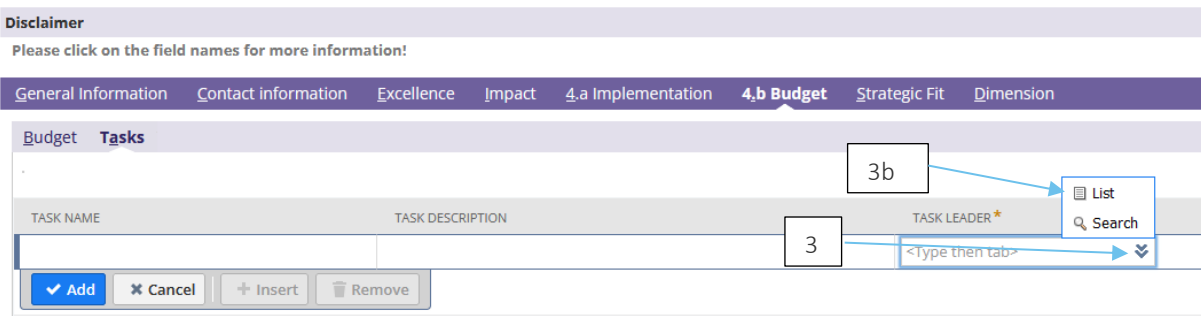 Disclaimer
Please click on the field names for more information!
General Information Contact information Excellence Impact 4.a Implementation 4.b Budget Strategic Fit Dimension
Budget Tasks
3b
List
TASK NAME TASK DESCRIPTION TASK LEADER* Search
3 <Type then tab>
Add Cancel Insert Remove